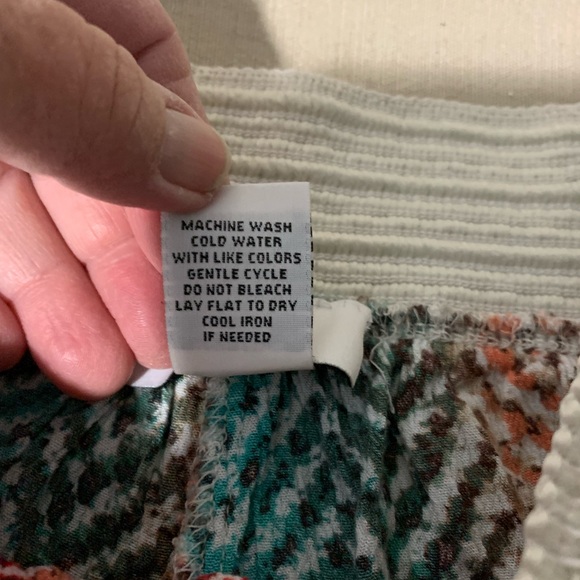 MACHINE WASH
COLD WATER
WITH LIKE COLORS
GENTLE CYCLE
DO NOT BLEACH
LAY FLAT TO DRY
COOL IRON
IF NEEDED